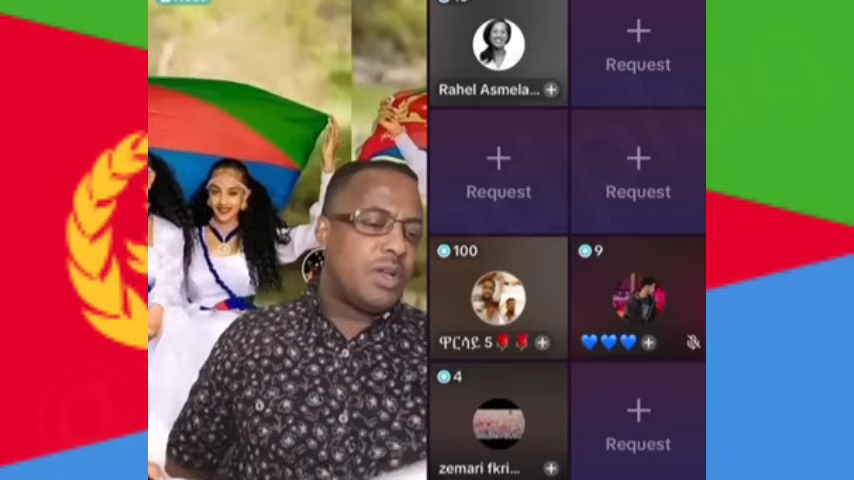 Request
Rahel Asmela...
Request
Request
100
9
ዋርሳይ 5
4
Request
zemari fkri...